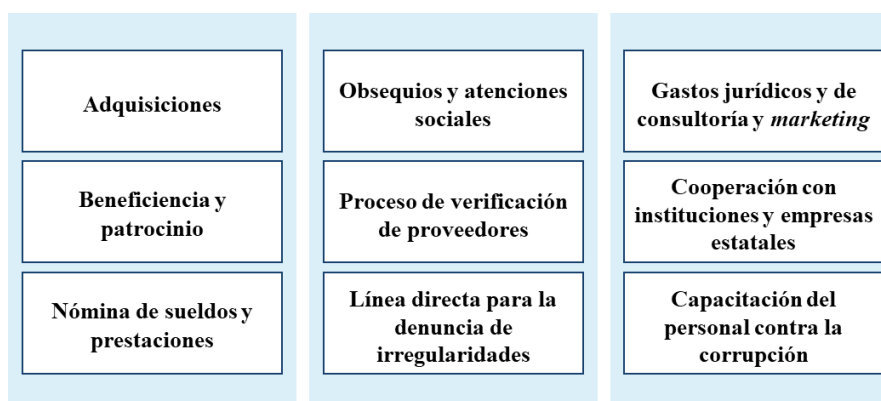 Adquisiciones
Beneficiencia y
patrocinio
Nómina de sueldos y
prestaciones
Obsequios y atenciones
sociales
Proceso de verificación
de proveedores
Línea directa para la
denuncia de
irregularidades
Gastos jurídicos y de
consultoría y marketing
Cooperación con
instituciones y empresas
estatales
Capacitación del
personal contra la
corrupción